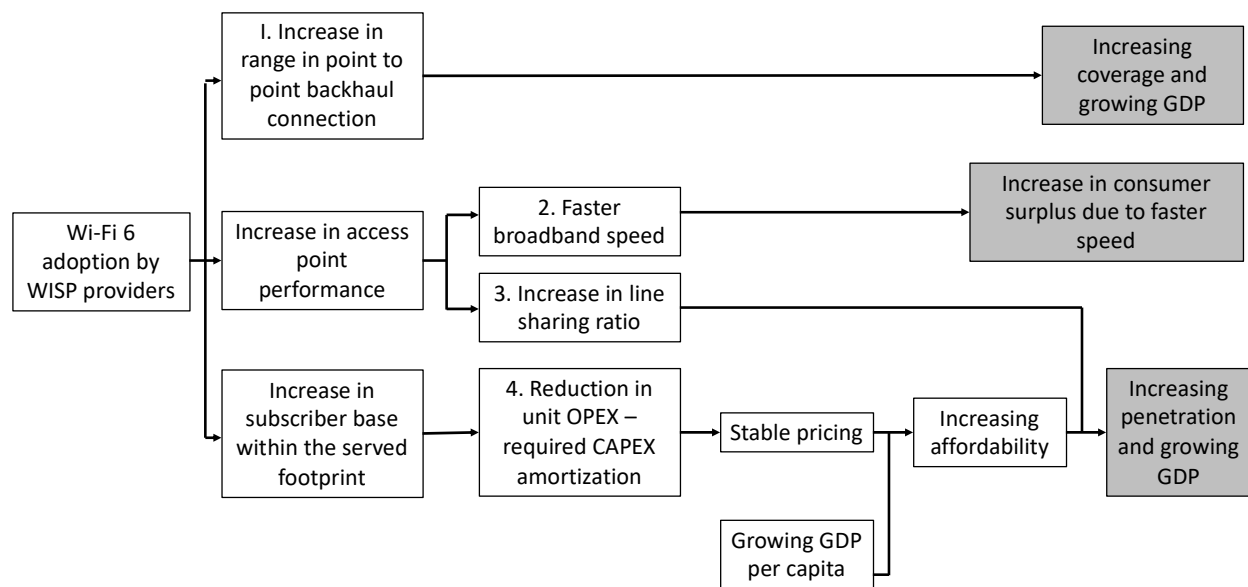 I. Increase in
range in point to
point backhaul
connection
Increasing
coverage and
growing GDP
Wi-Fi 6
adoption by
WISP providers
Increase in access
point
performance
2. Faster
broadband speed
Increase in consumer
surplus due to faster
speed
3. Increase in line
sharing ratio
Increase in
subscriber base
within the served
footprint
4. Reduction in
unit OPEX –
required CAPEX
amortization
Stable pricing
Increasing
affordability
Increasing
penetration
and growing
GDP
Growing GDP
per capita